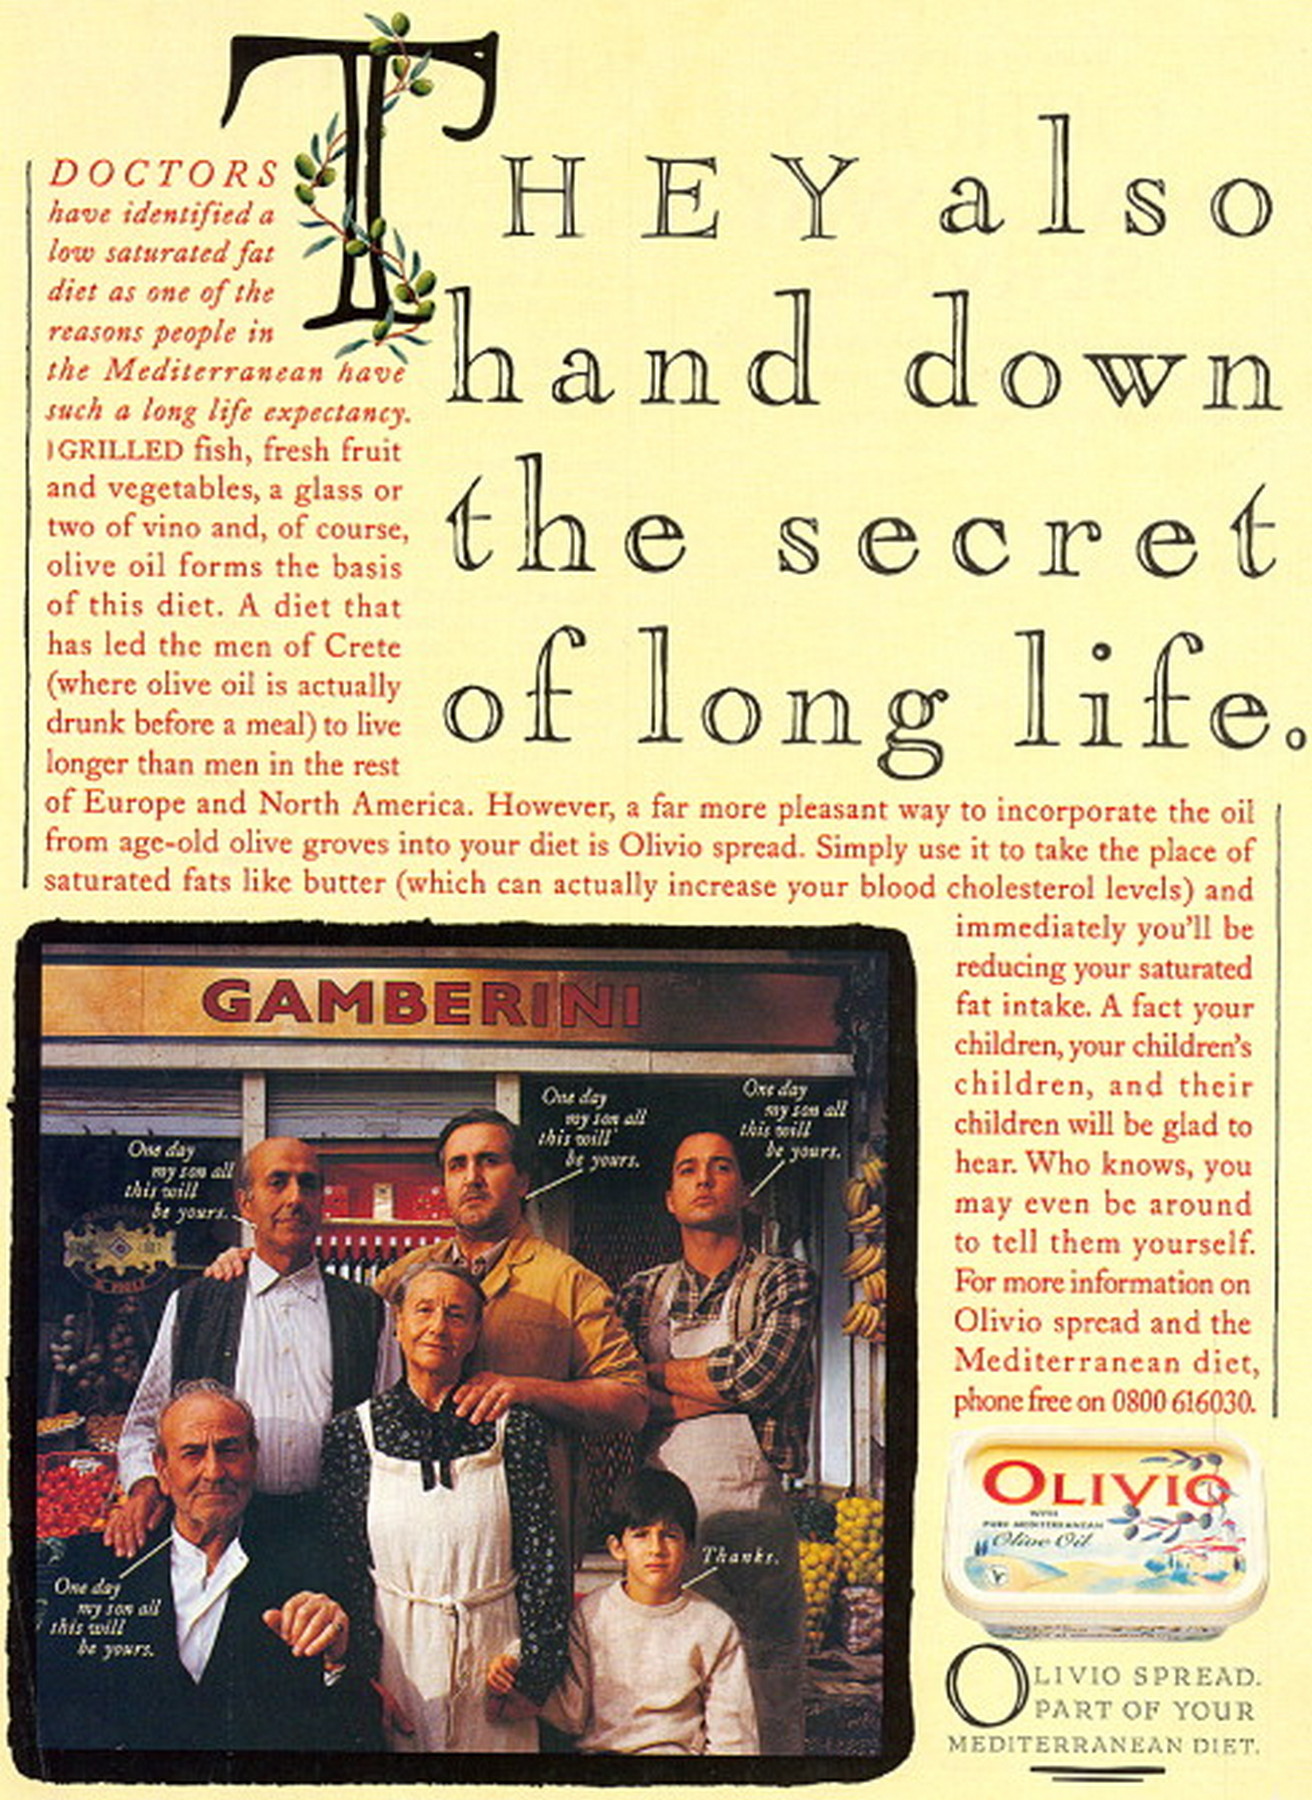 THEY also
hand down
the secret
of long life.
DOCTORS
have identified a
low saturated fat
diet as one of the
reasons people in
the Mediterranean have
such a long life expectancy.
GRILLED fish, fresh fruit
and vegetables, a glass or
two of vino and, of course,
olive oil forms the basis
of this diet. A diet that
has led the men of Crete
(where olive oil is actually
drunk before a meal) to live
longer than men in the rest
of Europe and North America. However, a far more pleasant way to incorporate the oil
from age-old olive groves into your diet is Olivio spread. Simply use it to take the place of
saturated fats like butter (which can actually increase your blood cholesterol levels) and
immediately you'll be
reducing your saturated
fat intake. A fact your
children, your children's
children, and their
children will be glad to
hear. Who knows, you
may even be around
to tell them yourself.
For more information on
Olivio spread and the
Mediterranean diet,
phone free on 0800 616030.
GAMBERINI
One day
my son all
this will
be yours.
One day
my son all
this will
be yours.
One day
my son all
this will
be yours.
One day
my son all
this will
be yours.
Thanks.
OLIVIO
WITH
PURE MEDITERRANEAN
Olive Oil
OLIVIO SPREAD.
PART OF YOUR
MEDITERRANEAN DIET.